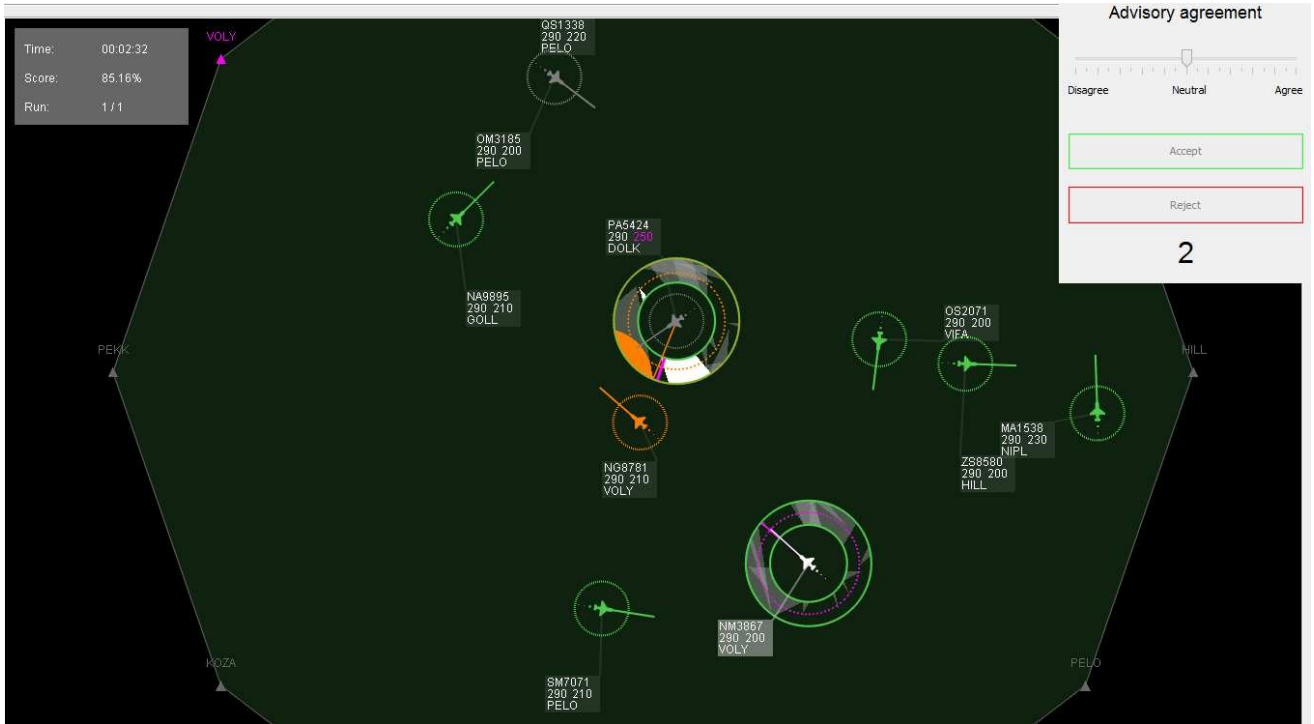 Time: 00:02:32
Score: 85.16%
Run: 1 / 1
VOLY
QS1338
290 220
PELO
OM3185
290 200
PELO
NA9895
290 210
GOLL
PA5424
290 250
DOLK
PEKK
OS2071
290 200
VIFA
HILL
MA1538
290 230
NIPL
ZS8580
290 200
HILL
NG8781
290 210
VOLY
NM3867
290 200
VOLY
KOZA
SM7071
290 210
PELO
PELO
Advisory agreement
Disagree Neutral Agree
Accept
Reject
2